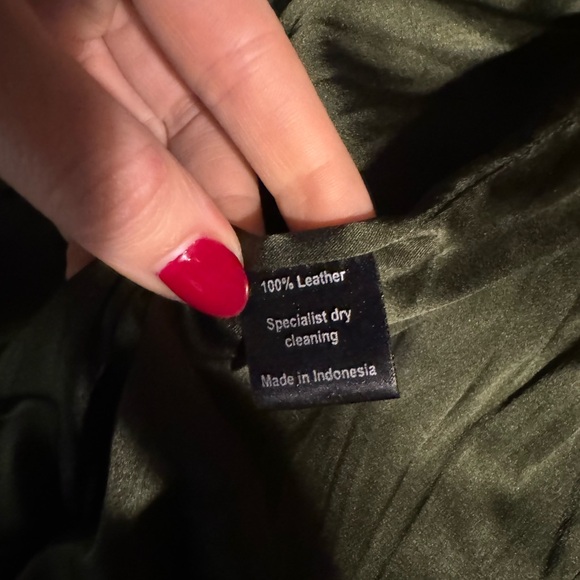 100% Leather
Specialist dry
cleaning
Made in Indonesia